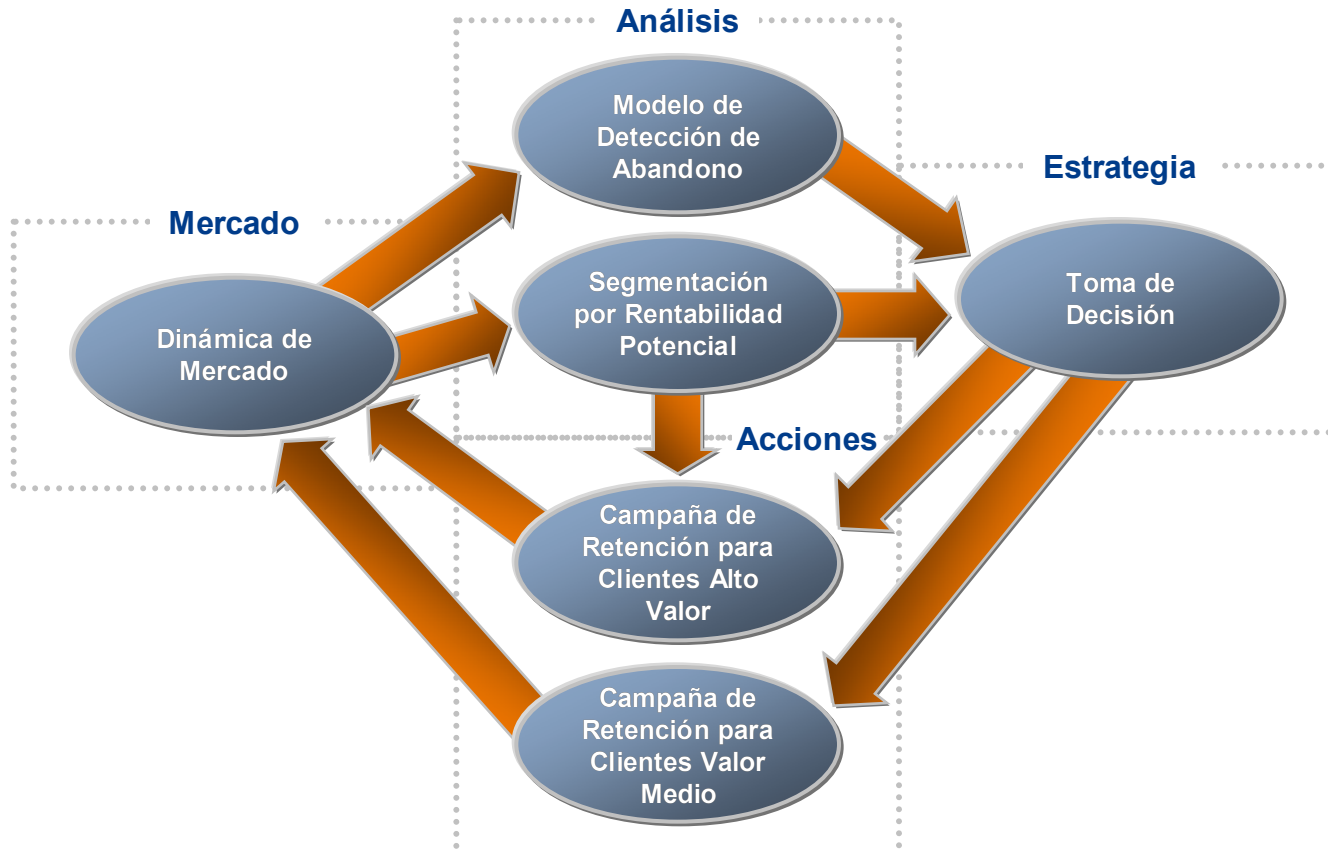 Análisis
Modelo de
Detección de
Abandono
Estrategia
Mercado
Segmentación
por Rentabilidad
Potencial
Toma de
Decisión
Dinámica de
Mercado
Acciones
Campaña de
Retención para
Clientes Alto
Valor
Campaña de
Retención para
Clientes Valor
Medio